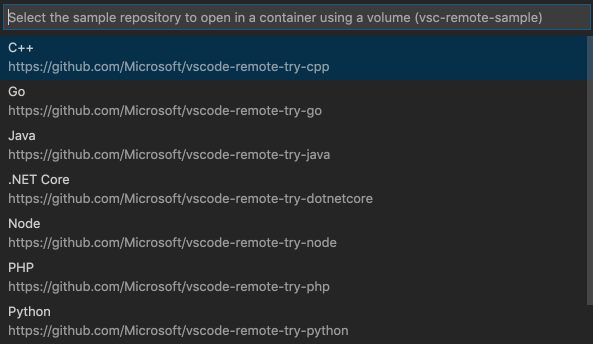 Select the sample repository to open in a container using a volume (vsc-remote-sample)
C++
https://github.com/Microsoft/vscode-remote-try-cpp
Go
https://github.com/Microsoft/vscode-remote-try-go
Java
https://github.com/Microsoft/vscode-remote-try-java
.NET Core
https://github.com/Microsoft/vscode-remote-try-dotnetcore
Node
https://github.com/Microsoft/vscode-remote-try-node
PHP
https://github.com/Microsoft/vscode-remote-try-php
Python
https://github.com/Microsoft/vscode-remote-try-python